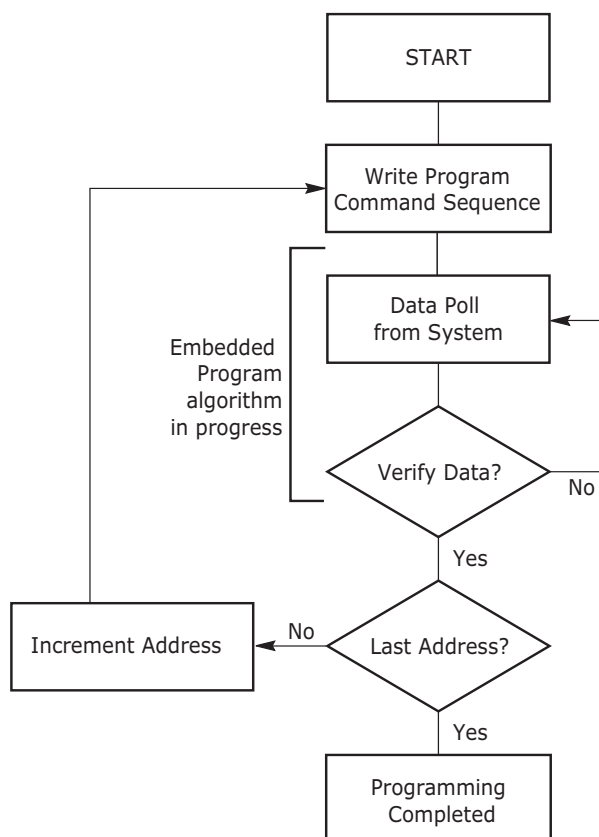 START
Write Program
Command Sequence
Data Poll
from System
Embedded
Program
algorithm
in progress
Verify Data?
No
Yes
Increment Address
No
Last Address?
Yes
Programming
Completed